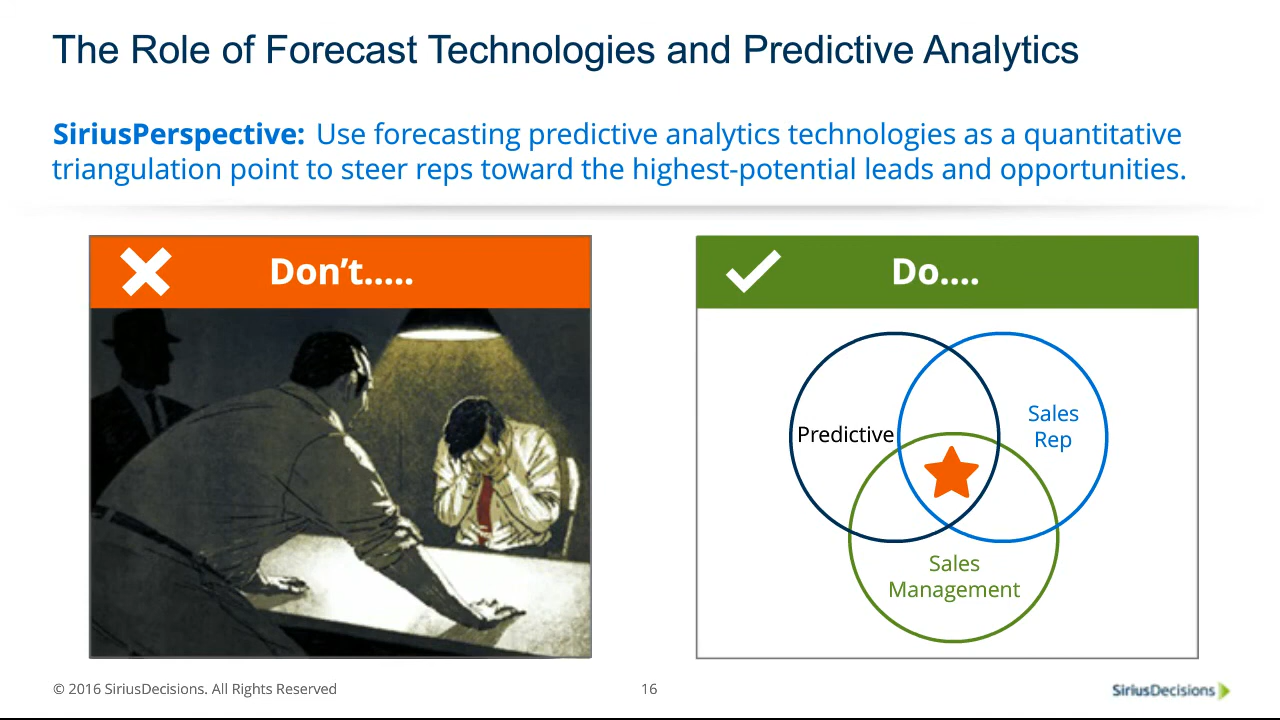 The Role of Forecast Technologies and Predictive Analytics
SiriusPerspective: Use forecasting predictive analytics technologies as a quantitative
triangulation point to steer reps toward the highest-potential leads and opportunities.
Don’t.....
Do....
Predictive
Sales
Rep
Sales
Management
© 2016 SiriusDecisions. All Rights Reserved
16
SiriusDecisions